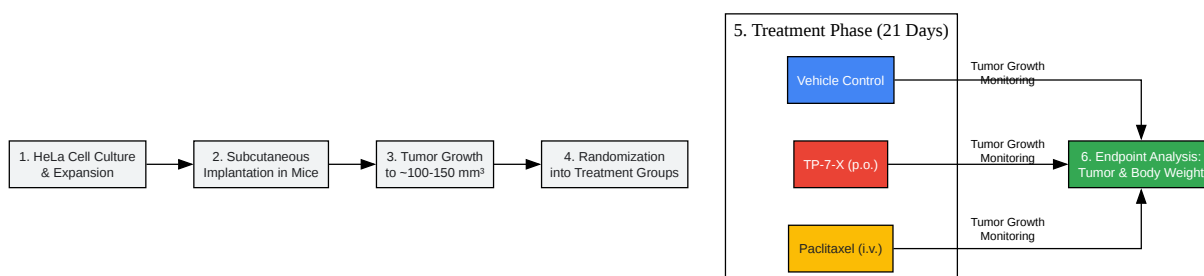 1. HeLa Cell Culture
& Expansion
2. Subcutaneous
Implantation in Mice
3. Tumor Growth
to ~100-150 mm³
4. Randomization
into Treatment Groups
5. Treatment Phase (21 Days)
Vehicle Control
TP-7-X (p.o.)
Paclitaxel (i.v.)
Tumor Growth
Monitoring
Tumor Growth
Monitoring
Tumor Growth
Monitoring
6. Endpoint Analysis:
Tumor & Body Weight